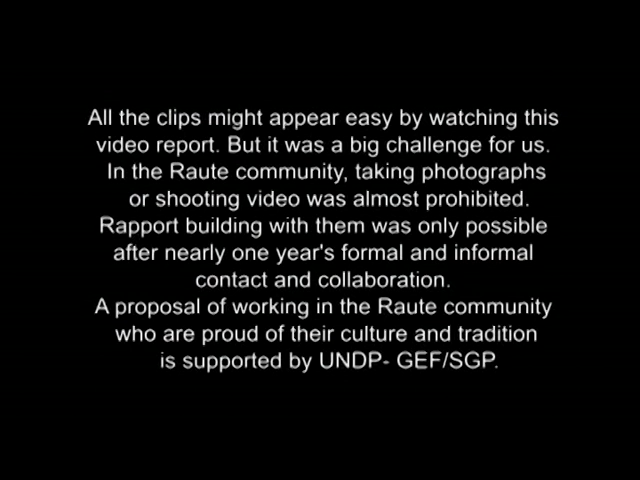 All the clips might appear easy by watching this
video report. But it was a big challenge for us.
In the Raute community, taking photographs
or shooting video was almost prohibited.
Rapport building with them was only possible
after nearly one year's formal and informal
contact and collaboration.
A proposal of working in the Raute community
who are proud of their culture and tradition
is supported by UNDP- GEF/SGP.